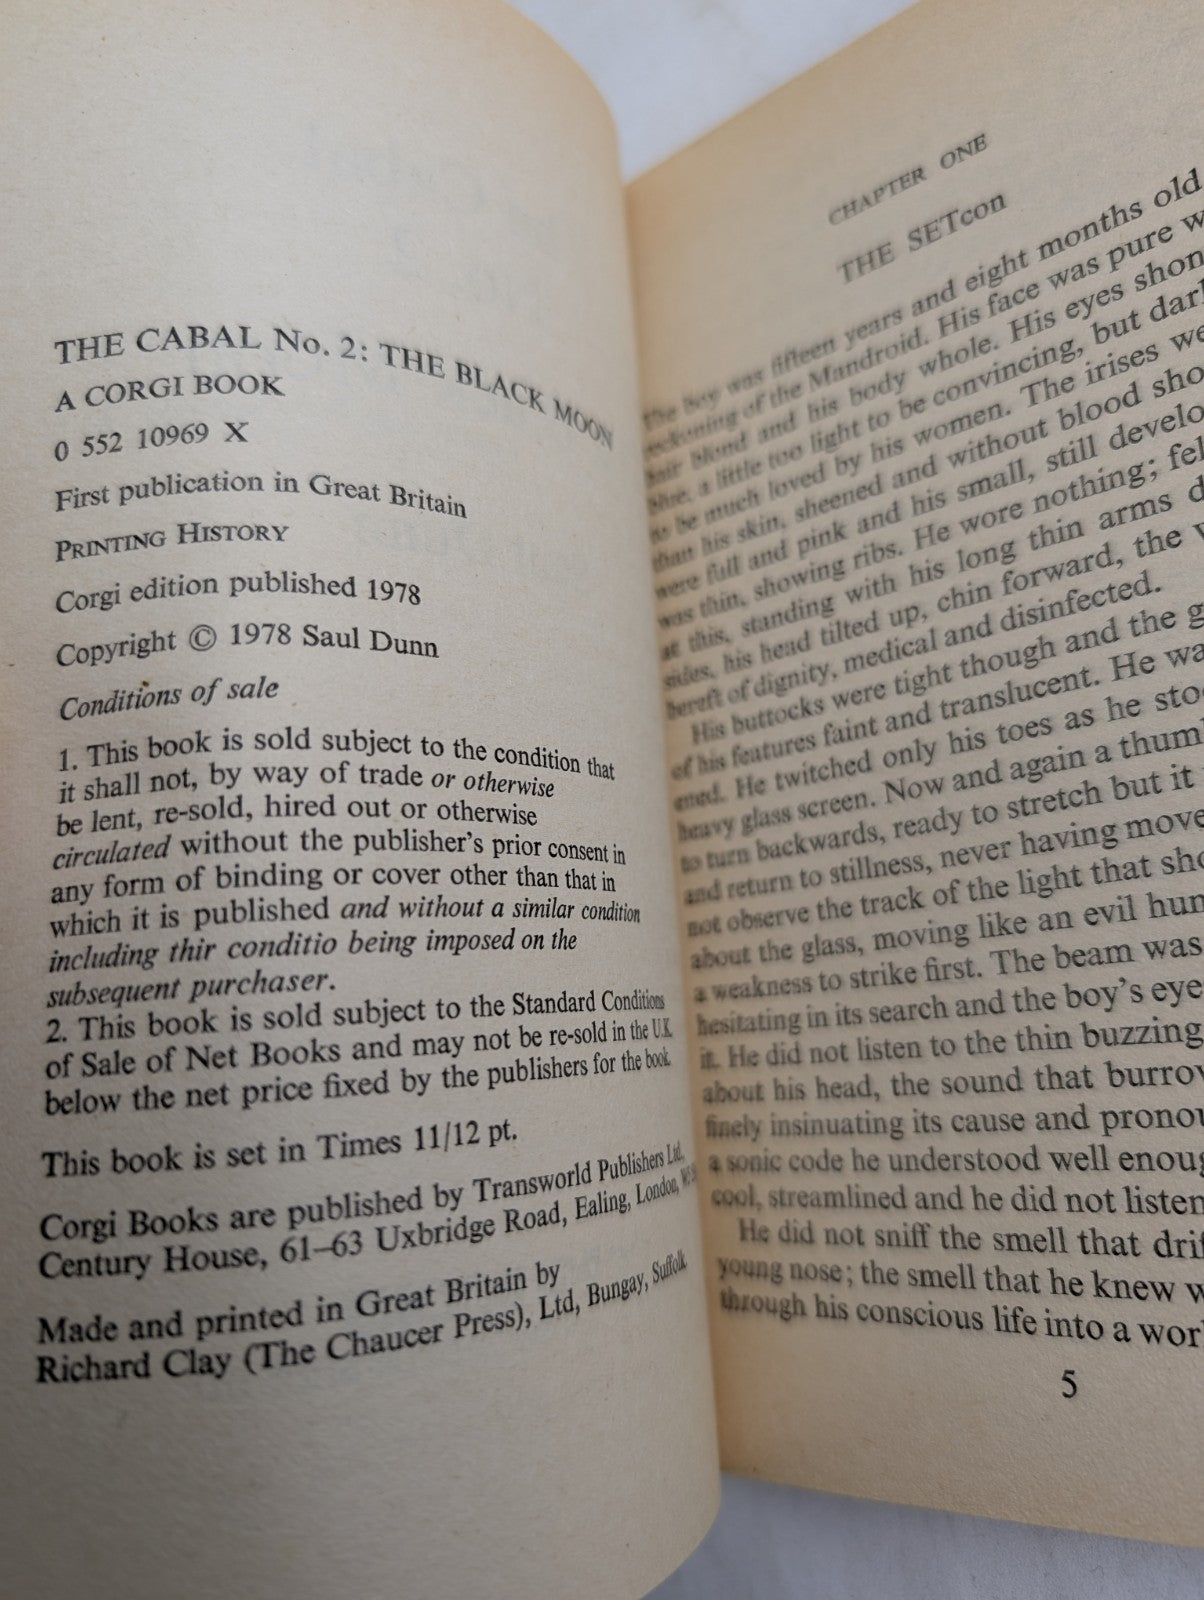 THE CABAL No. 2: THE BLACK MOON
A CORGI BOOK
0 552 10969 X
First publication in Great Britain
PRINTING HISTORY
Corgi edition published 1978
Copyright © 1978 Saul Dunn
Conditions of sale
1. This book is sold subject to the condition that
it shall not, by way of trade or otherwise
be lent, re-sold, hired out or otherwise
circulated without the publisher's prior consent in
any form of binding or cover other than that in
which it is published and without a similar condition
including thir conditio being imposed on the
subsequent purchaser.
2. This book is sold subject to the Standard Conditions
of Sale of Net Books and may not be re-sold in the U.K.
below the net price fixed by the publishers for the book.
This book is set in Times 11/12 pt.
Corgi Books are published by Transworld Publishers Ltd,
Century House, 61–63 Uxbridge Road, Ealing, London,
Made and printed in Great Britain by
Richard Clay (The Chaucer Press), Ltd, Bungay, Suffolk
CHAPTER ONE
THE SETcon
The boy was fifteen years and eight months old
reckoning of the Mandroid. His face was pure w
hair blond and his body whole. His eyes shon
blue, a little too light to be convincing, but dar
to be much loved by his women. The irises we
than his skin, sheened and without blood sho
were full and pink and his small, still develo
was thin, showing ribs. He wore nothing; fel
at this, standing with his long thin arms d
sides, his head tilted up, chin forward, the v
bereft of dignity, medical and disinfected.
His buttocks were tight though and the g
of his features faint and translucent. He wa
ened. He twitched only his toes as he sto
heavy glass screen. Now and again a thum
to turn backwards, ready to stretch but it
and return to stillness, never having move
not observe the track of the light that sho
about the glass, moving like an evil hun
a weakness to strike first. The beam was
hesitating in its search and the boy's eye
it. He did not listen to the thin buzzing
about his head, the sound that burrow
finely insinuating its cause and pronou
a sonic code he understood well enoug
cool, streamlined and he did not listen
He did not sniff the smell that drif
young nose; the smell that he knew w
through his conscious life into a wor
5